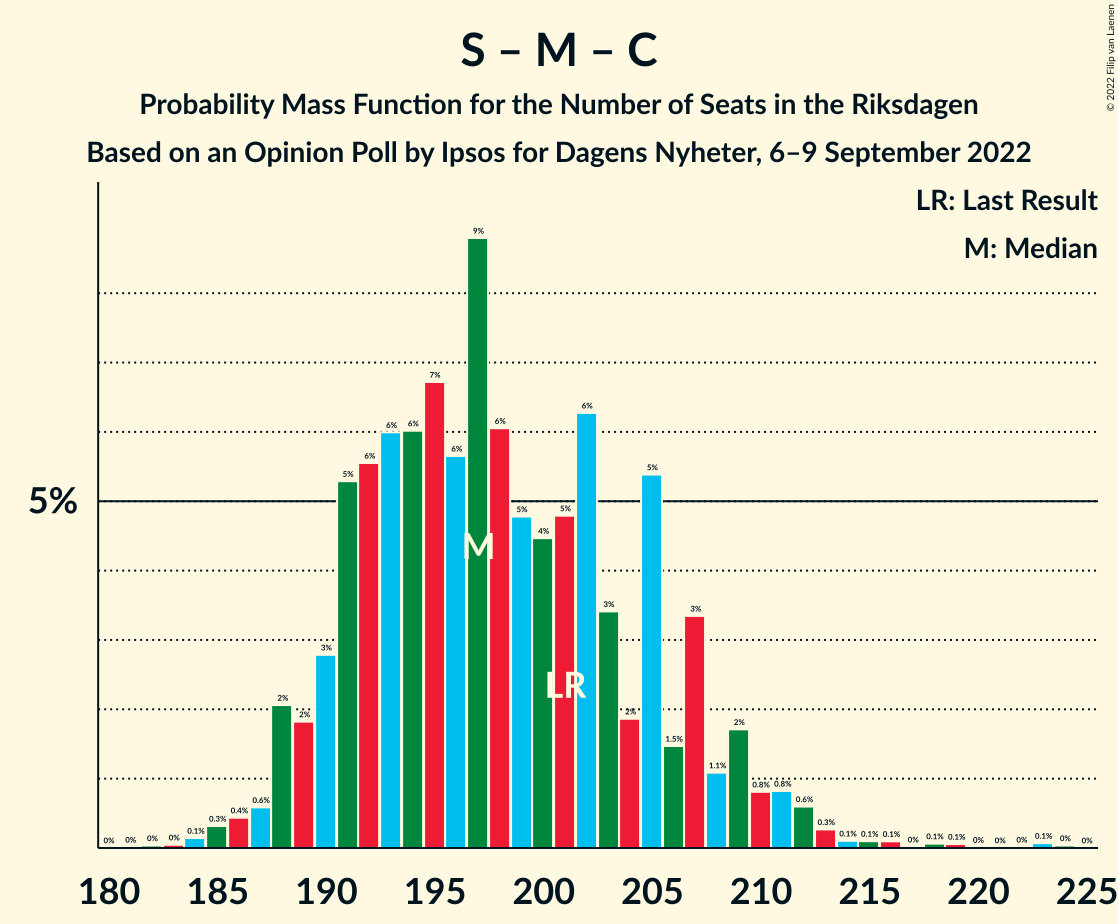 S – M – C
Probability Mass Function for the Number of Seats in the Riksdagen
Based on an Opinion Poll by Ipsos for Dagens Nyheter, 6–9 September 2022
© 2022 Filip van Laenen
LR: Last Result
M: Median
5%
0% 0% 0% 0% 0.1% 0.3% 0.4% 0.6% 2% 2% 3% 5% 6% 6% 6% 7% 6% 9% 6% 5% 4% 5% 6% 3% 2% 5% 1.5% 3% 1.1% 2% 0.8% 0.8% 0.6% 0.3% 0.1% 0.1% 0.1% 0% 0.1% 0.1% 0% 0% 0% 0.1% 0% 0%
M
LR
180 185 190 195 200 205 210 215 220 225